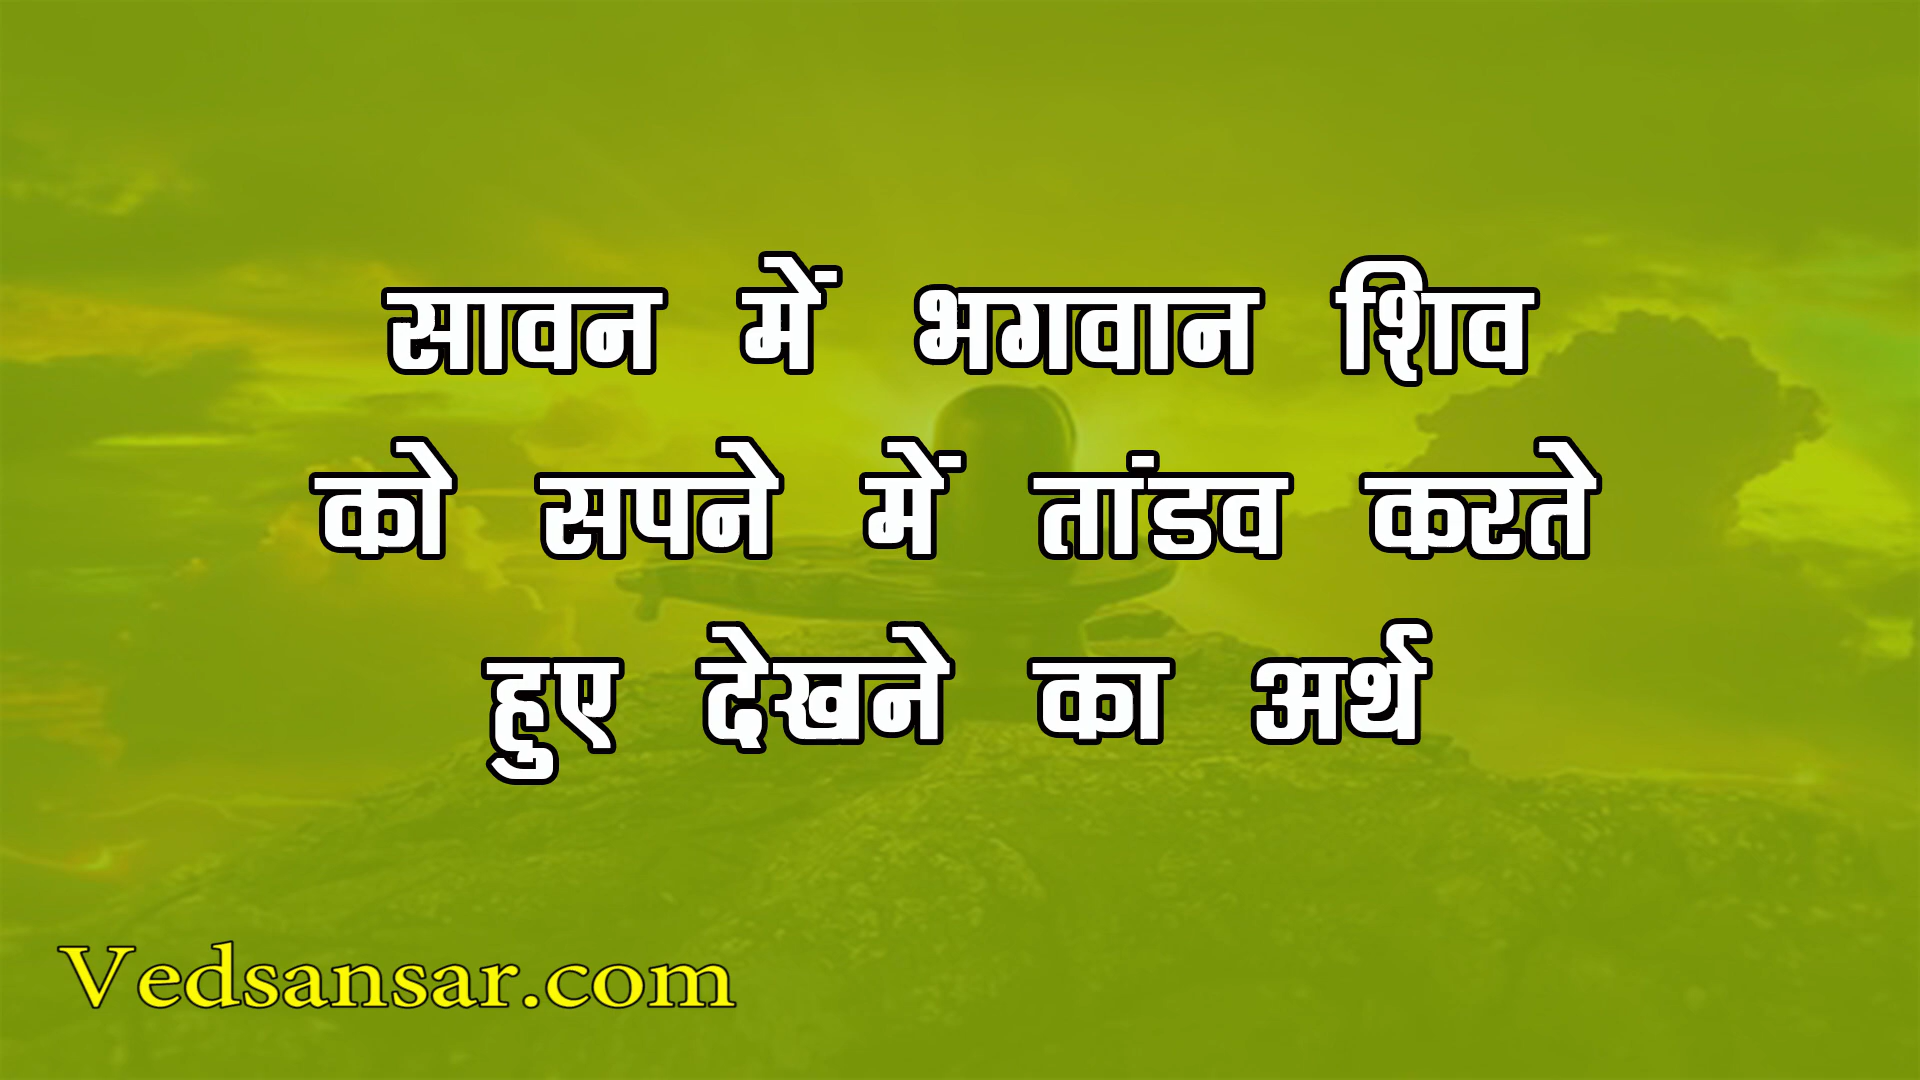 सावन में भगवान शिव
को सपने में तांडव करते
हुए देखने का अर्थ
Vedsansar.com